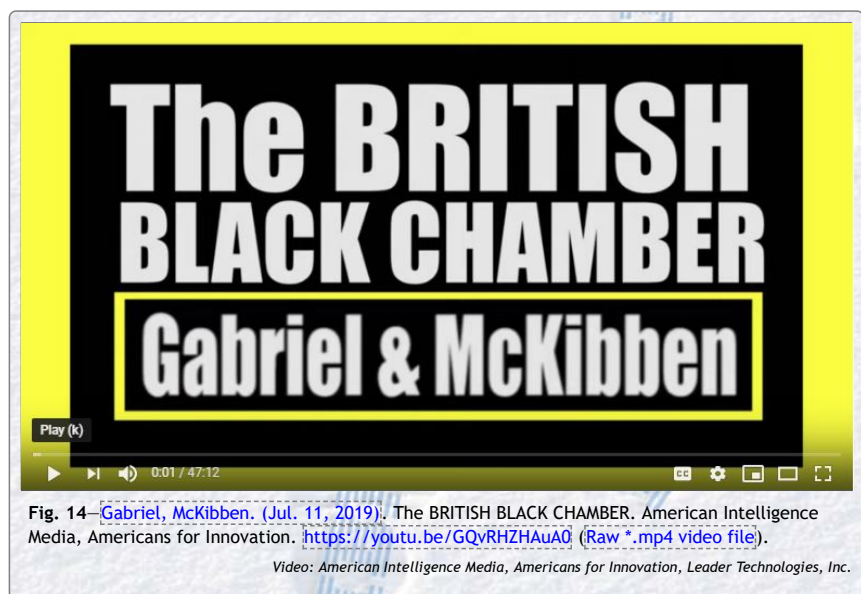 The BRITISH
BLACK CHAMBER
Gabriel & McKibben
Play (k)
0:01 / 47:12
CC
Fig. 14—Gabriel, McKibben. (Jul. 11, 2019). The BRITISH BLACK CHAMBER. American Intelligence
Media, Americans for Innovation. https://youtu.be/GQvRHZHAuA0 (Raw *.mp4 video file).
Video: American Intelligence Media, Americans for Innovation, Leader Technologies, Inc.